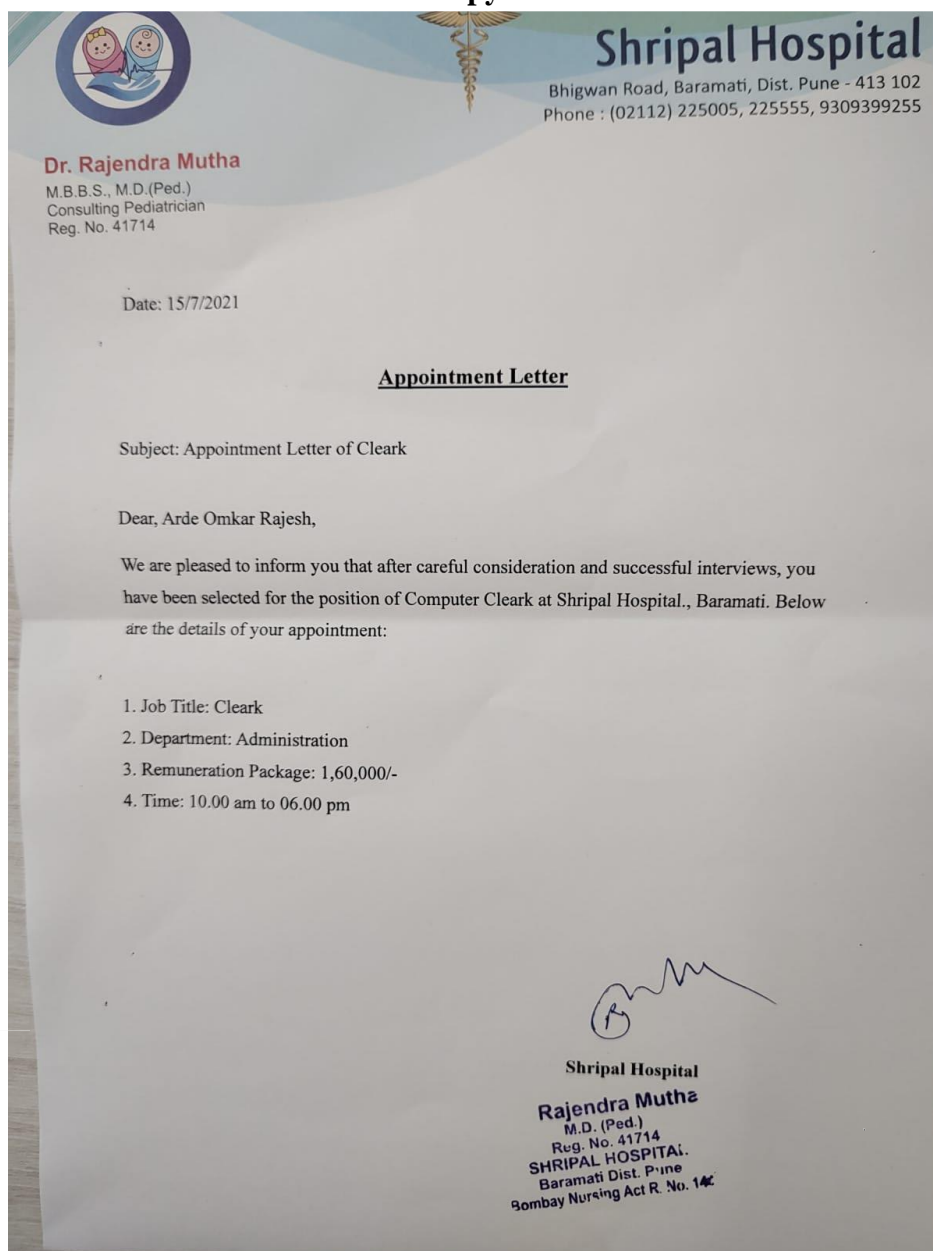 Shripal Hospital
Bhigwan Road, Baramati, Dist. Pune - 413 102
Phone : (02112) 225005, 225555, 9309399255
Dr. Rajendra Mutha
M.B.B.S., M.D.(Ped.)
Consulting Pediatrician
Reg. No. 41714
Date: 15/7/2021
Appointment Letter
Subject: Appointment Letter of Cleark
Dear, Arde Omkar Rajesh,
We are pleased to inform you that after careful consideration and successful interviews, you
have been selected for the position of Computer Cleark at Shripal Hospital., Baramati. Below
are the details of your appointment:
1. Job Title: Cleark
2. Department: Administration
3. Remuneration Package: 1,60,000/-
4. Time: 10.00 am to 06.00 pm
Shripal Hospital
Rajendra Mutha
M.D. (Ped.)
Reg. No. 41714
SHRIPAL HOSPITAL
Baramati Dist. Pune
Bombay Nursing Act R. No.